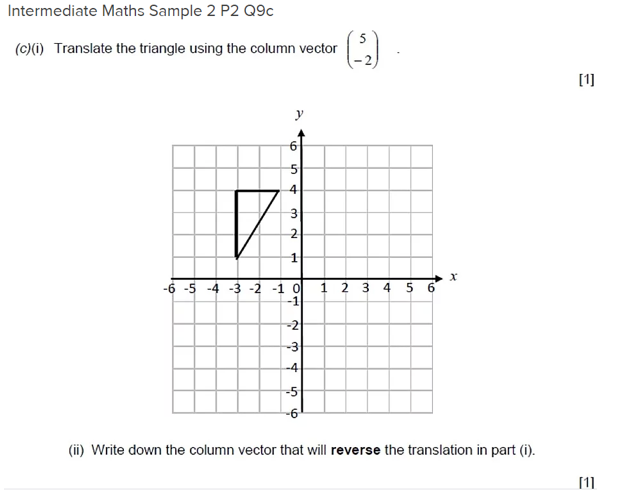 Intermediate Maths Sample 2 P2 Q9c
(c)(i) Translate the triangle using the column vector (5
-2) .
[1]
y
6
5
4
3
2
1
x
-6 -5 -4 -3 -2 -1 0 1 2 3 4 5 6
-1
-2
-3
-4
-5
-6
(ii) Write down the column vector that will reverse the translation in part (i).
[1]